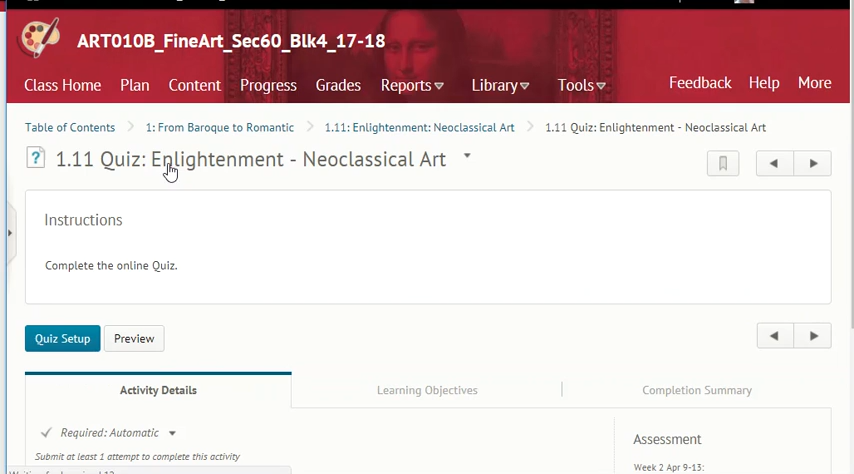 ART010B_FineArt_Sec60_Blk4_17-18
Class Home Plan Content Progress Grades Reports Library Tools Feedback Help More
Table of Contents 1: From Baroque to Romantic 1.11: Enlightenment: Neoclassical Art 1.11 Quiz: Enlightenment - Neoclassical Art
1.11 Quiz: Enlightenment - Neoclassical Art
Instructions
Complete the online Quiz.
Quiz Setup Preview
Activity Details Learning Objectives Completion Summary
Required: Automatic
Assessment
Submit at least 1 attempt to complete this activity
Week 2 Apr 9-13: